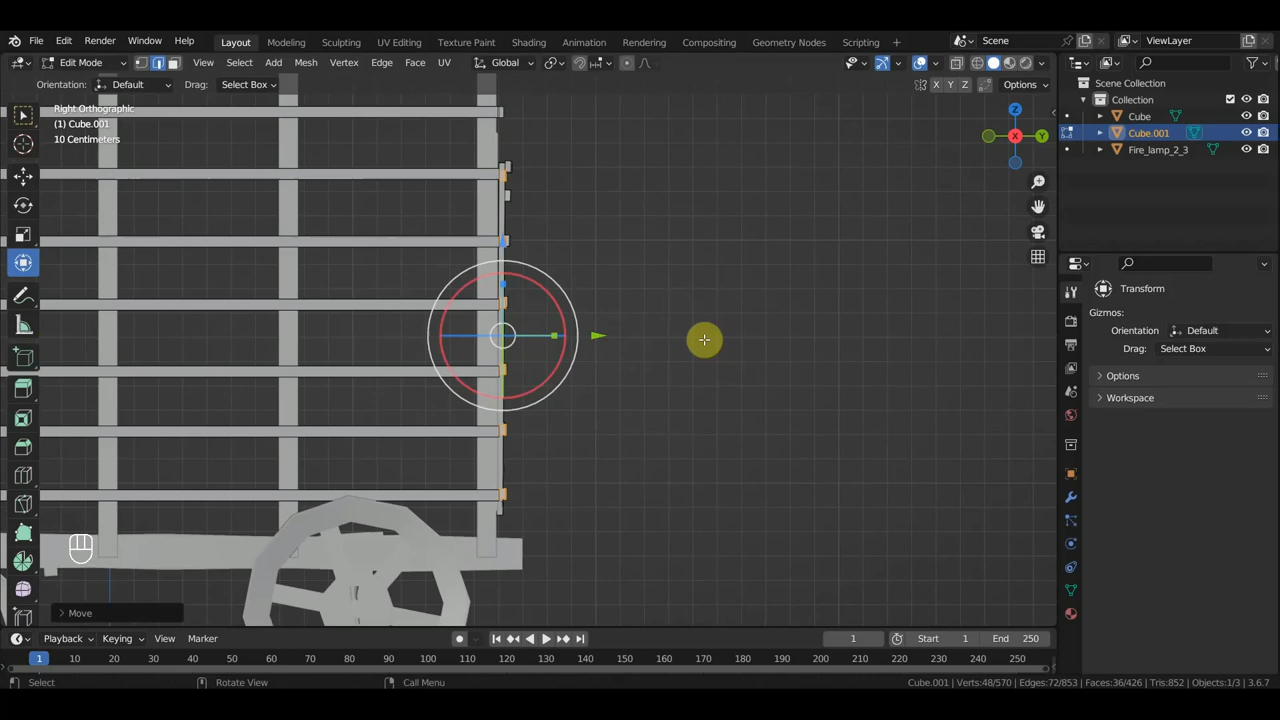 File Edit Render Window Help Layout Modeling Sculpting UV Editing Texture Paint Shading Animation Rendering Compositing Geometry Nodes Scripting + Scene ViewLayer
Edit Mode View Select Add Mesh Vertex Edge Face UV Global
Orientation: Default Drag: Select Box X Y Z Options
Right Orthographic
(1) Cube.001
10 Centimeters
Z
X
Y
Move
Scene Collection
Collection
Cube
Cube.001
Fire_lamp_2_3
Transform
Gizmos:
Orientation Default
Drag: Select Box
Options
Workspace
Playback Keying View Marker 1 Start 1 End 250
1 10 20 30 40 50 60 70 80 90 100 110 120 130 140 150 160 170 180 190 200 210 220 230 240 250
Select Rotate View Call Menu Cube.001 | Verts:48/570 | Edges:72/853 | Faces:36/426 | Tris:852 | Objects:1/3 | 3.6.7